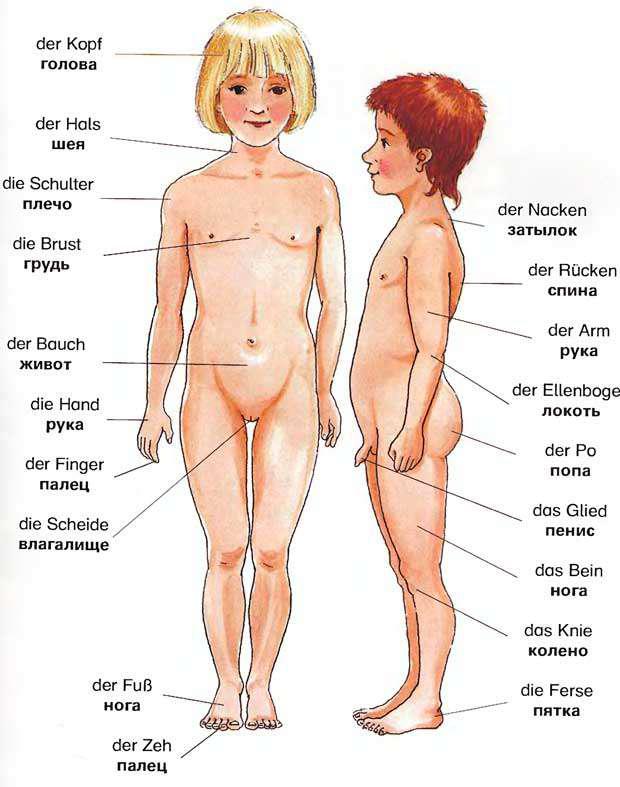 der Kopf
голова
der Hals
шея
die Schulter
плечо
die Brust
грудь
der Bauch
живот
die Hand
рука
der Finger
палец
die Scheide
влагалище
der Fuß
нога
der Zeh
палец
der Nacken
затылок
der Rücken
спина
der Arm
рука
der Ellenboge
локоть
der Po
попа
das Glied
пенис
das Bein
нога
das Knie
колено
die Ferse
пятка